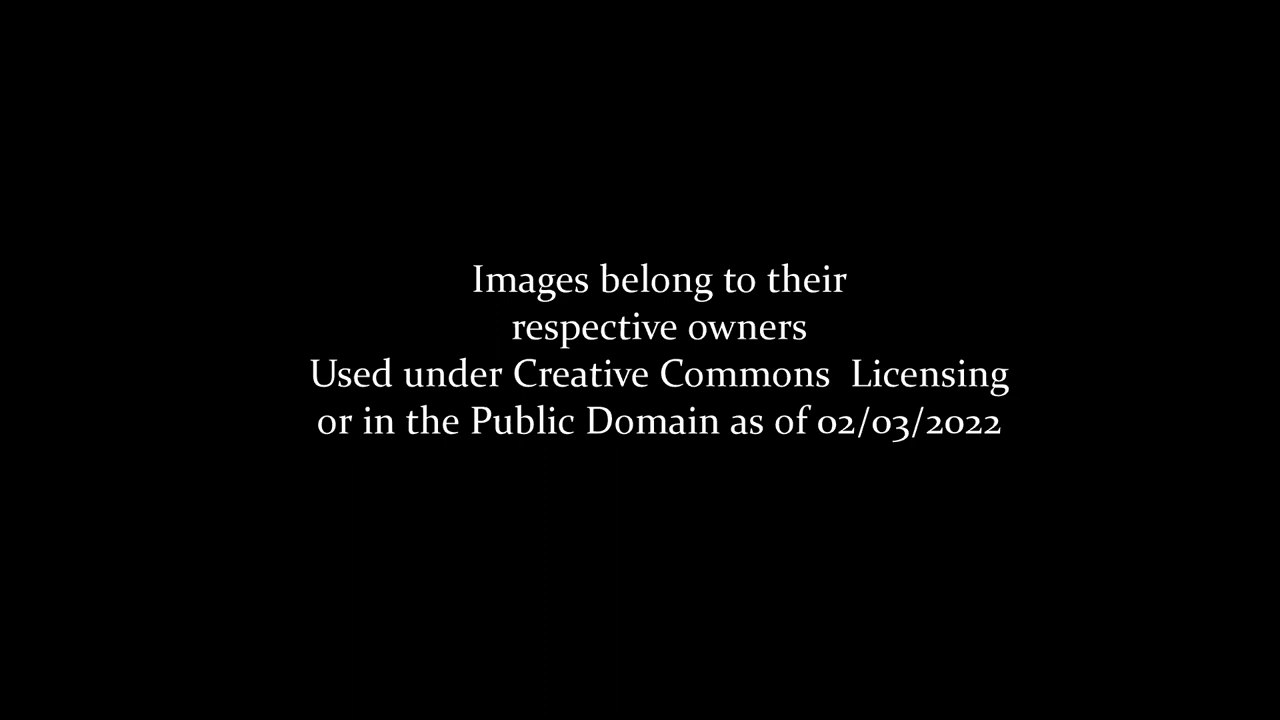 Images belong to their
respective owners
Used under Creative Commons  Licensing
or in the Public Domain as of 02/03/2022